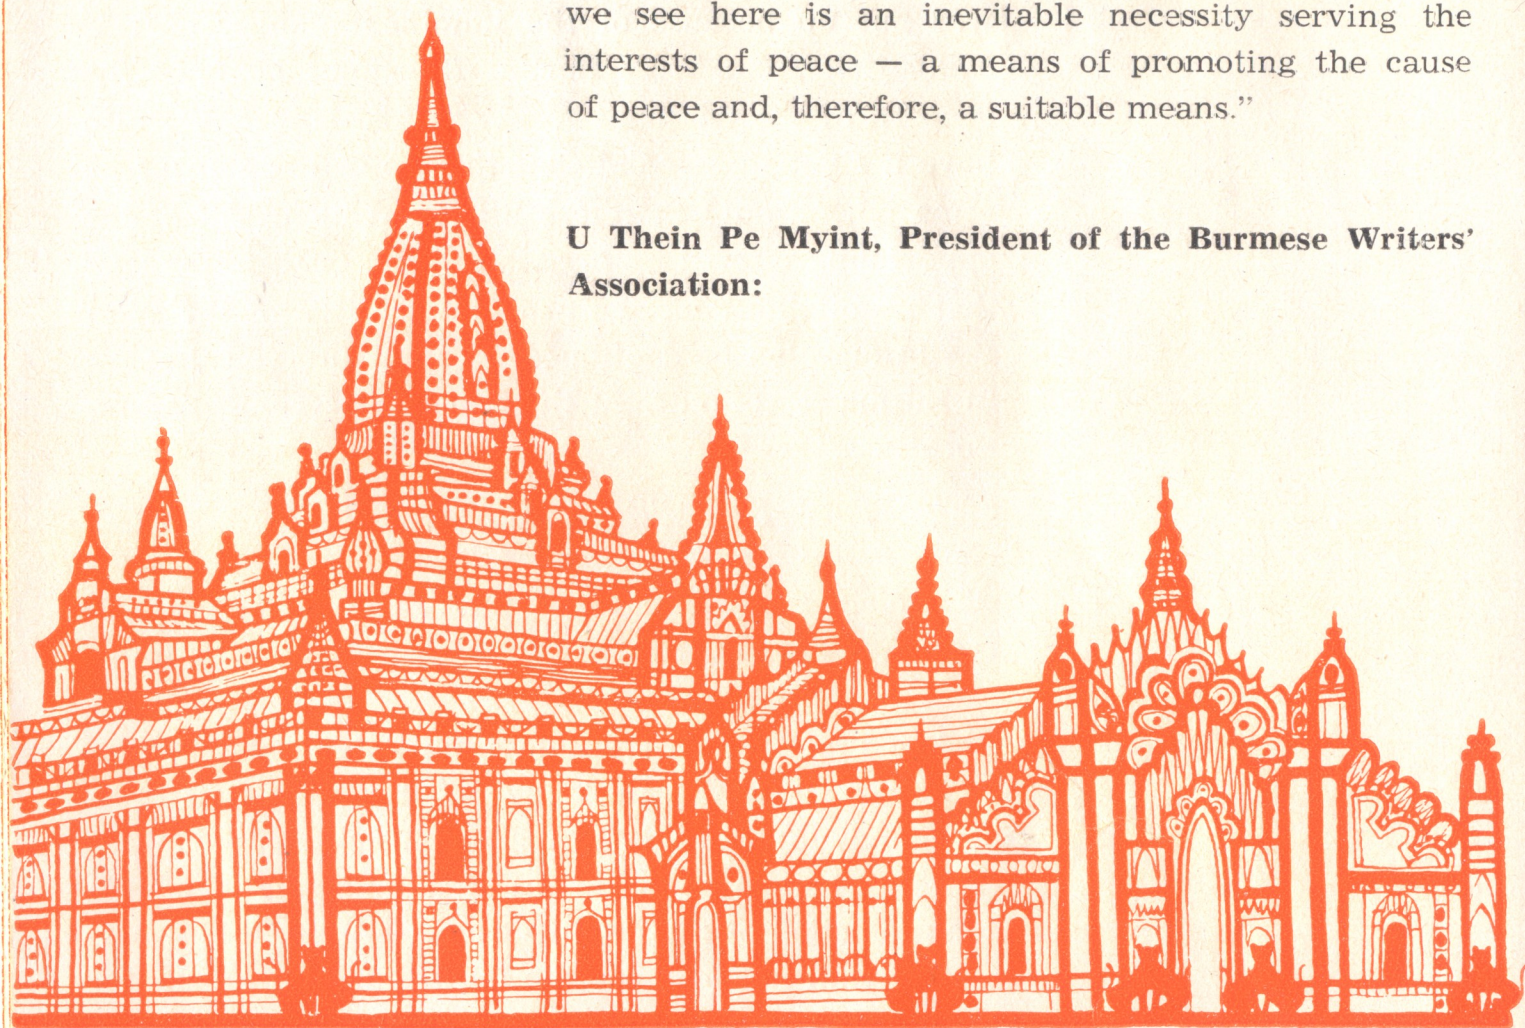 we see here is an inevitable necessity serving the
interests of peace — a means of promoting the cause
of peace and, therefore, a suitable means.”
U Thein Pe Myint, President of the Burmese Writers’
Association: